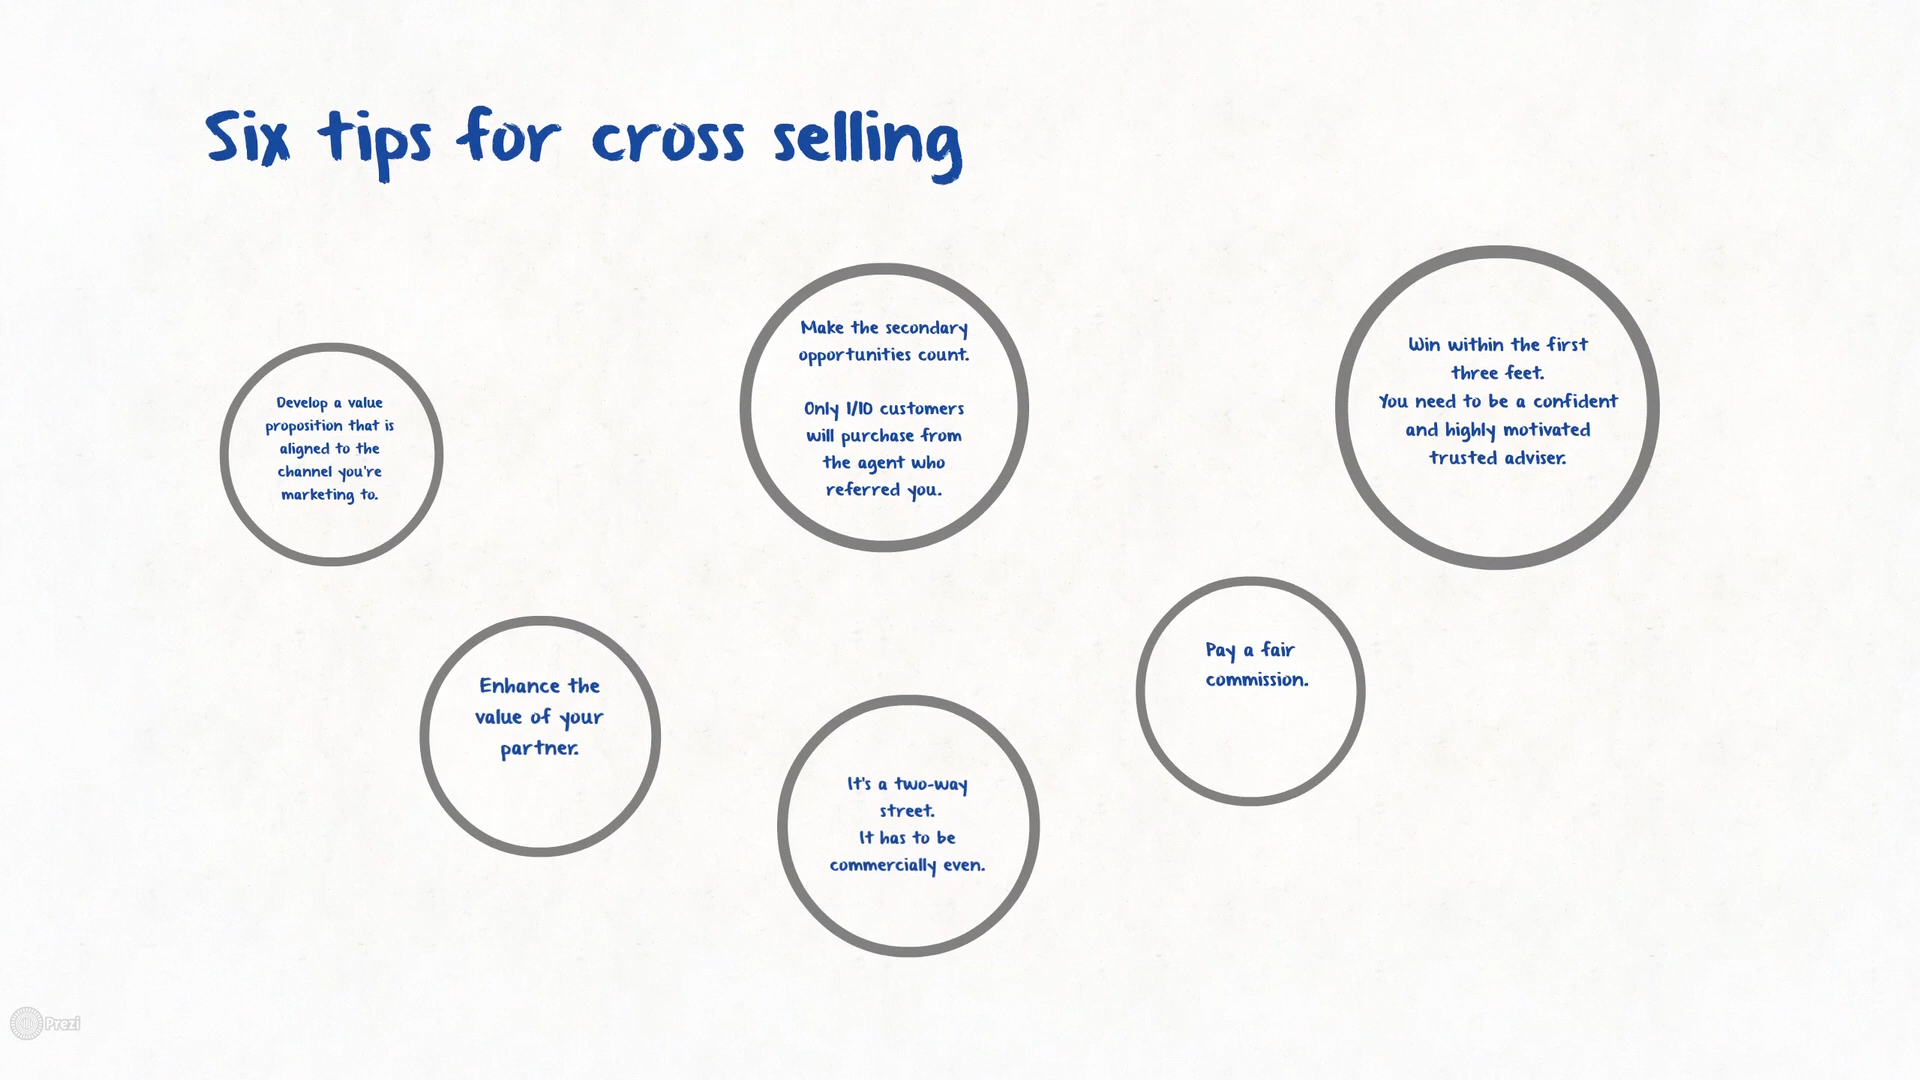 Six tips for cross selling
Develop a value
proposition that is
aligned to the
channel you're
marketing to.
Enhance the
value of your
partner.
Make the secondary
opportunities count.
Only 1/10 customers
will purchase from
the agent who
referred you.
It's a two-way
street.
It has to be
commercially even.
Pay a fair
commission.
Win within the first
three feet.
You need to be a confident
and highly motivated
trusted adviser.
Prezi